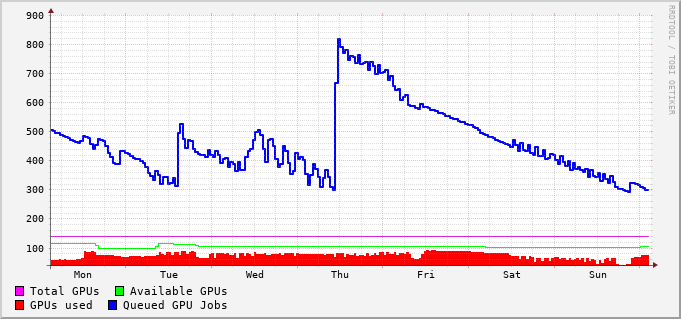 900
800
700
600
500
400
300
200
100
Mon Tue Wed Thu Fri Sat Sun
Total GPUs Available GPUs
GPUs used Queued GPU Jobs
RRDTOOL / TOBI OETIKER